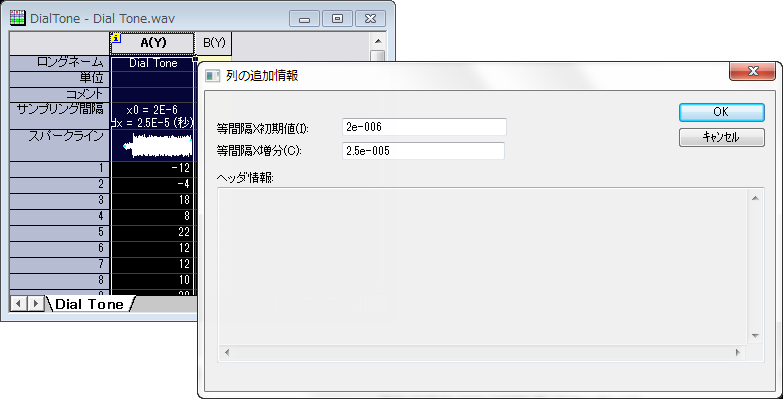 DialTone - Dial Tone.wav
A(Y) B(Y)
ロングネーム Dial Tone
単位
コメント
サンプリング間隔 x0 = 2E-6
dx = 2.5E-5 (秒)
スパークライン
1 -12
2 -4
3 18
4 8
5 22
6 12
7 12
8 10
Dial Tone
列の追加情報
等間隔X初期値(I): 2e-006
等間隔X増分(C): 2.5e-005
ヘッダ情報:
OK
キャンセル